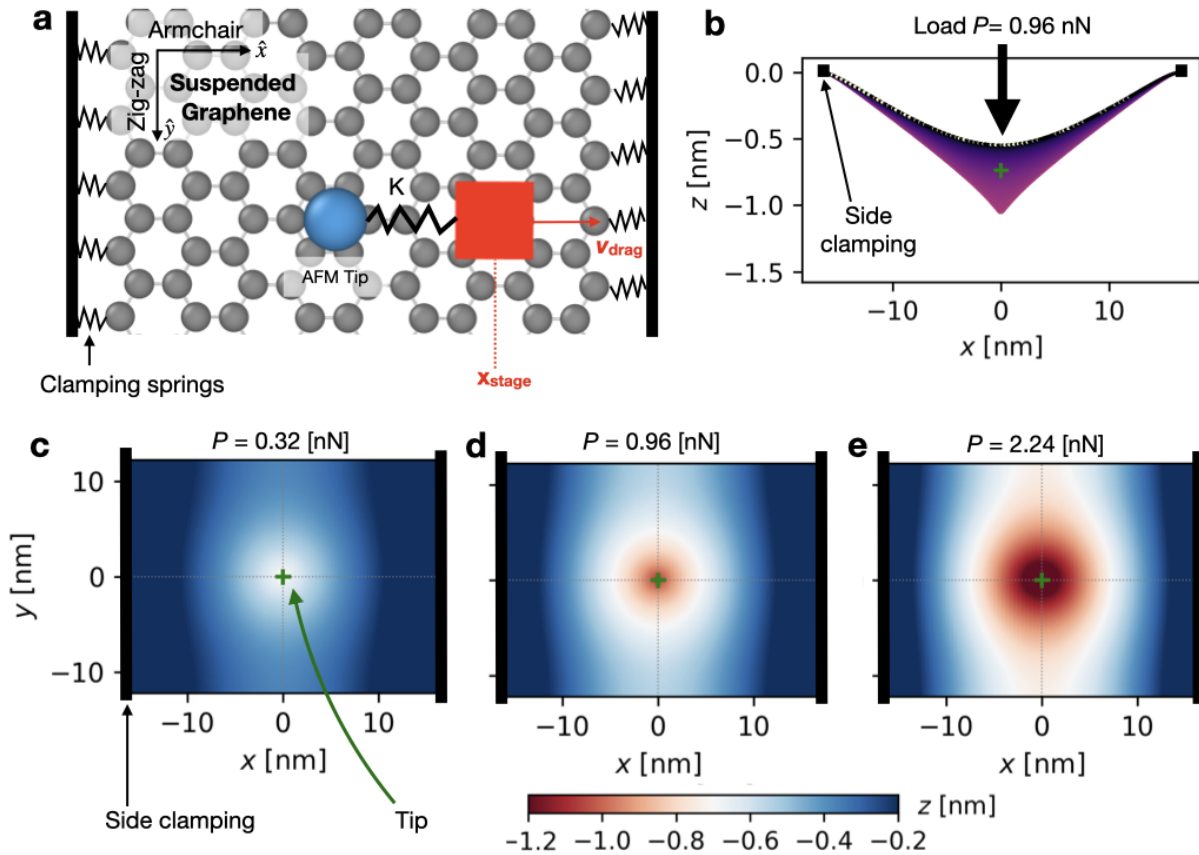 a
Armchair
x̂
Zig-zag
ŷ
Suspended
Graphene
K
AFM Tip
v_drag
x_stage
Clamping springs
b
Load P= 0.96 nN
0.0
−0.5
−1.0
−1.5
z [nm]
Side
clamping
−10
0
10
x [nm]
c
P = 0.32 [nN]
10
0
−10
y [nm]
−10
0
10
x [nm]
Side clamping
Tip
d
P = 0.96 [nN]
−10
0
10
x [nm]
e
P = 2.24 [nN]
−10
0
10
x [nm]
z [nm]
−1.2
−1.0
−0.8
−0.6
−0.4
−0.2